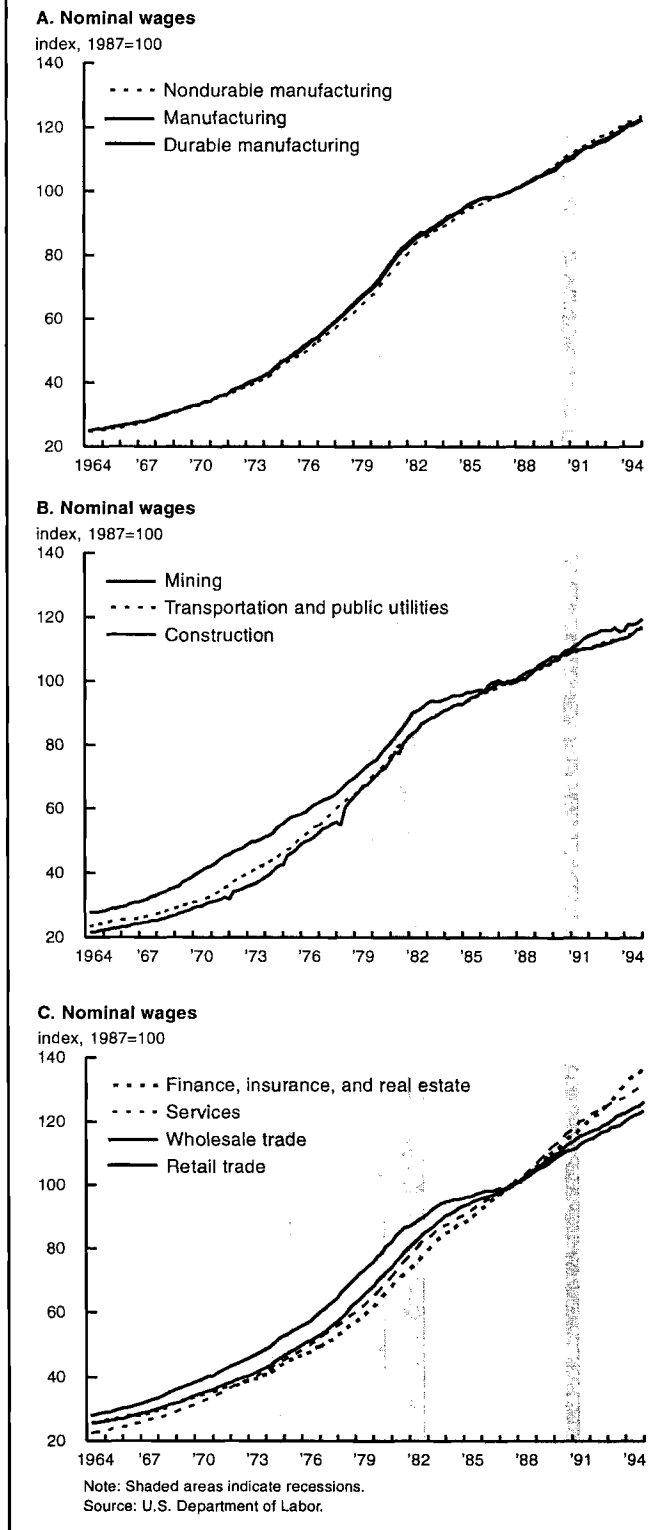 A. Nominal wages
index, 1987=100
140
Nondurable manufacturing
Manufacturing
120
Durable manufacturing
100
80
60
40
20
1964 '67 '70 '73 '76 '79 '82 '85 '88 '91 '94
B. Nominal wages
index, 1987=100
140
Mining
Transportation and public utilities
120
Construction
100
80
60
40
20
1964 '67 '70 '73 '76 '79 '82 '85 '88 '91 '94
C. Nominal wages
index, 1987=100
140
Finance, insurance, and real estate
Services
120
Wholesale trade
Retail trade
100
80
60
40
20
1964 '67 '70 '73 '76 '79 '82 '85 '88 '91 '94
Note: Shaded areas indicate recessions.
Source: U.S. Department of Labor.